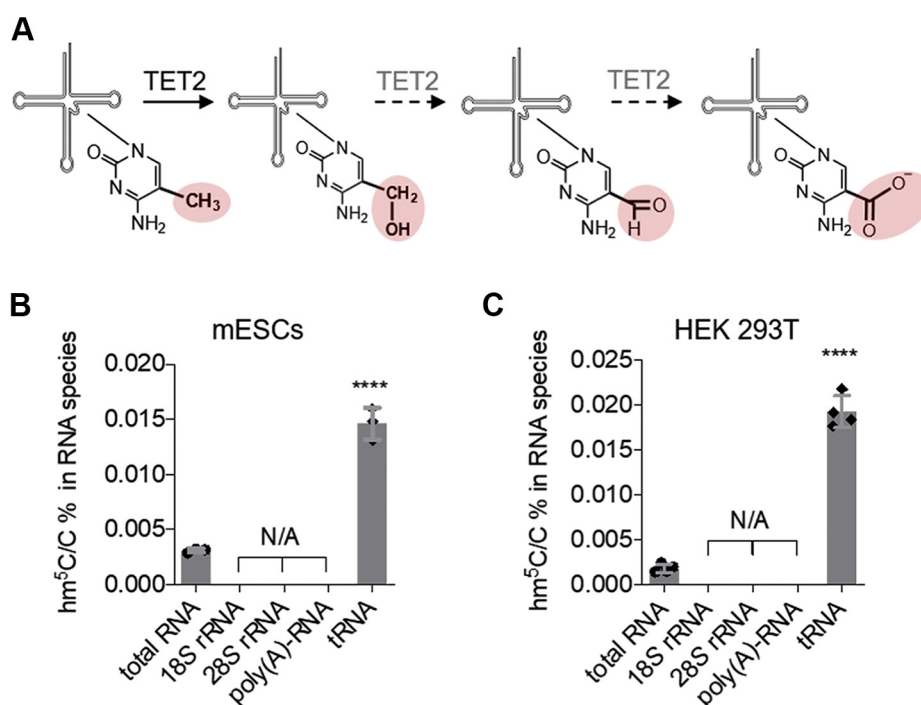 A
TET2 TET2 TET2
O N N CH3 NH2
O N N CH2 OH NH2
O N N O H NH2
O N N O− O NH2
B
mESCs
hm⁵C/C % in RNA species
0.020
0.015
0.010
0.005
0.000
****
N/A
total RNA
18S rRNA
28S rRNA
poly(A)-RNA
tRNA
C
HEK 293T
hm⁵C/C % in RNA species
0.025
0.020
0.015
0.010
0.005
0.000
****
N/A
total RNA
18S rRNA
28S rRNA
poly(A)-RNA
tRNA